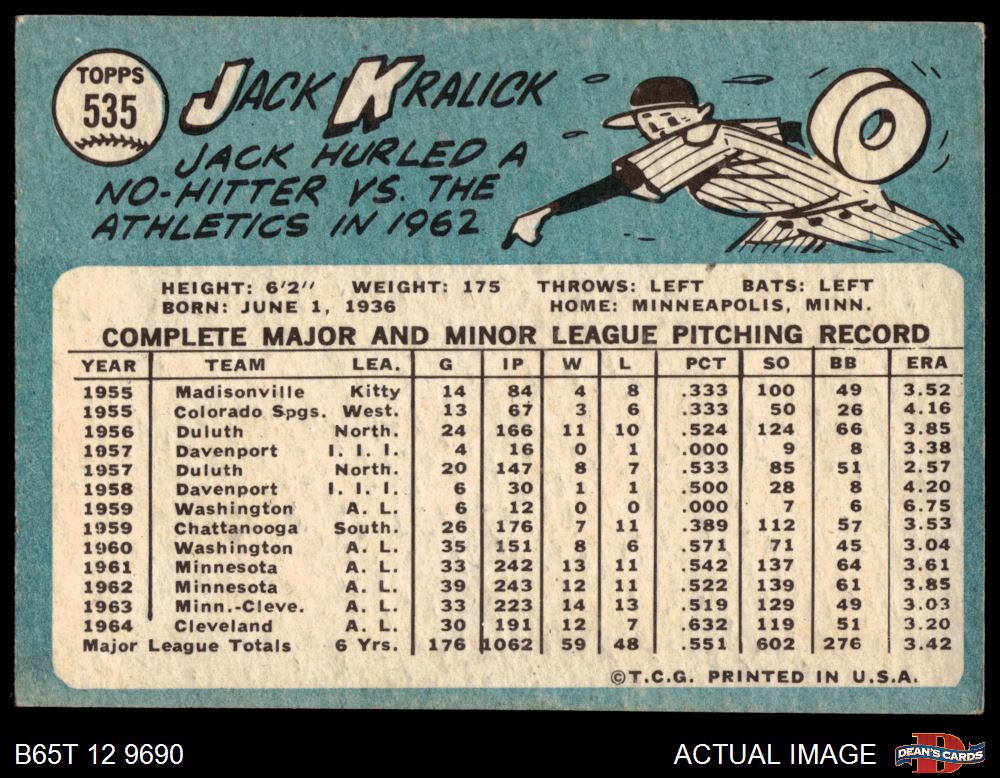 TOPPS
535
JACK KRALICK
JACK HURLED A
NO-HITTER VS. THE
ATHLETICS IN 1962
0
HEIGHT: 6'2" WEIGHT: 175 THROWS: LEFT BATS: LEFT
BORN: JUNE 1, 1936 HOME: MINNEAPOLIS, MINN.
COMPLETE MAJOR AND MINOR LEAGUE PITCHING RECORD
YEAR TEAM LEA. G IP W L PCT SO BB ERA
1955 Madisonville Kitty 14 84 4 8 .333 100 49 3.52
1955 Colorado Spgs. West. 13 67 3 6 .333 50 26 4.16
1956 Duluth North. 24 166 11 10 .524 124 66 3.85
1957 Davenport I. I. I. 4 16 0 1 .000 9 8 3.38
1957 Duluth North. 20 147 8 7 .533 85 51 2.57
1958 Davenport I. I. I. 6 30 1 1 .500 28 8 4.20
1959 Washington A. L. 6 12 0 0 .000 7 6 6.75
1959 Chattanooga South. 26 176 7 11 .389 112 57 3.53
1960 Washington A. L. 35 151 8 6 .571 71 45 3.04
1961 Minnesota A. L. 33 242 13 11 .542 137 64 3.61
1962 Minnesota A. L. 39 243 12 11 .522 139 61 3.85
1963 Minn.-Cleve. A. L. 33 223 14 13 .519 129 49 3.03
1964 Cleveland A. L. 30 191 12 7 .632 119 51 3.20
Major League Totals 6 Yrs. 176 1062 59 48 .551 602 276 3.42
©T.C.G. PRINTED IN U.S.A.
B65T 12 9690 ACTUAL IMAGE D DEAN'S CARDS